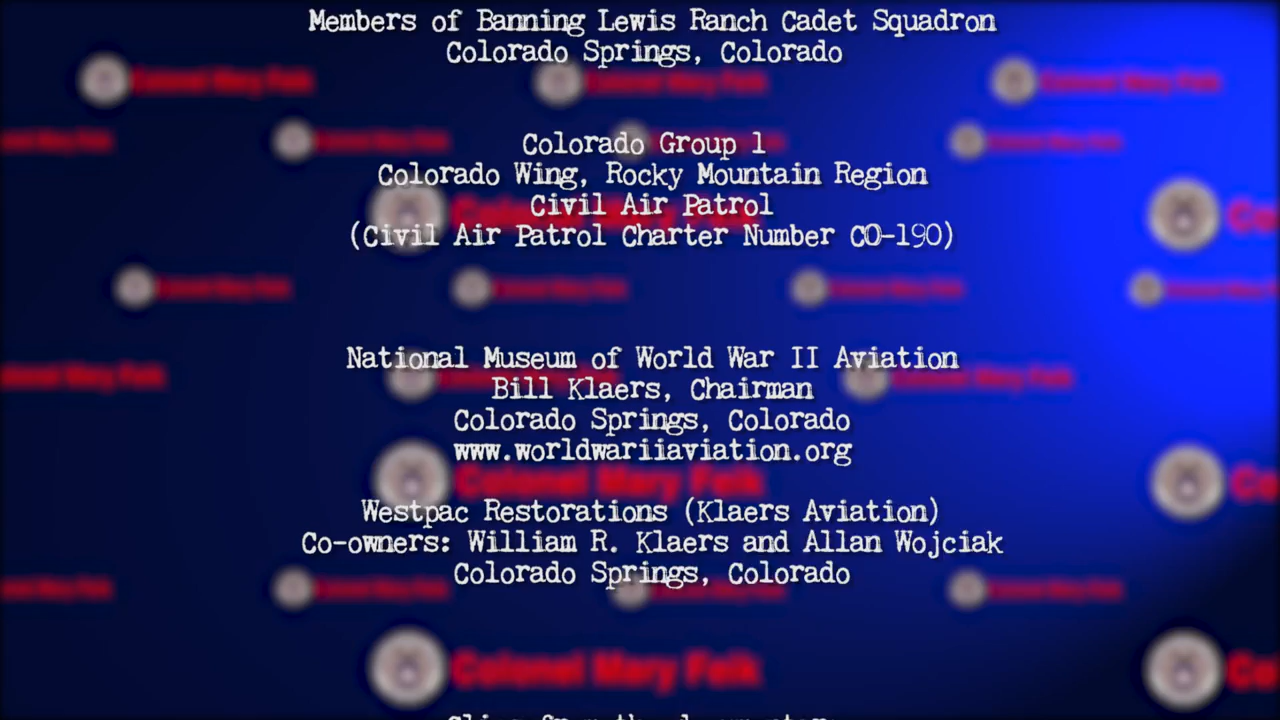 Members of Banning Lewis Ranch Cadet Squadron
Colorado Springs, Colorado
Colorado Group 1
Colorado Wing, Rocky Mountain Region
Civil Air Patrol
(Civil Air Patrol Charter Number CO-190)
National Museum of World War II Aviation
Bill Klaers, Chairman
Colorado Springs, Colorado
www.worldwariiaviation.org
Westpac Restorations (Klaers Aviation)
Co-owners: William R. Klaers and Allan Wojciak
Colorado Springs, Colorado
Colonel Mary Falk